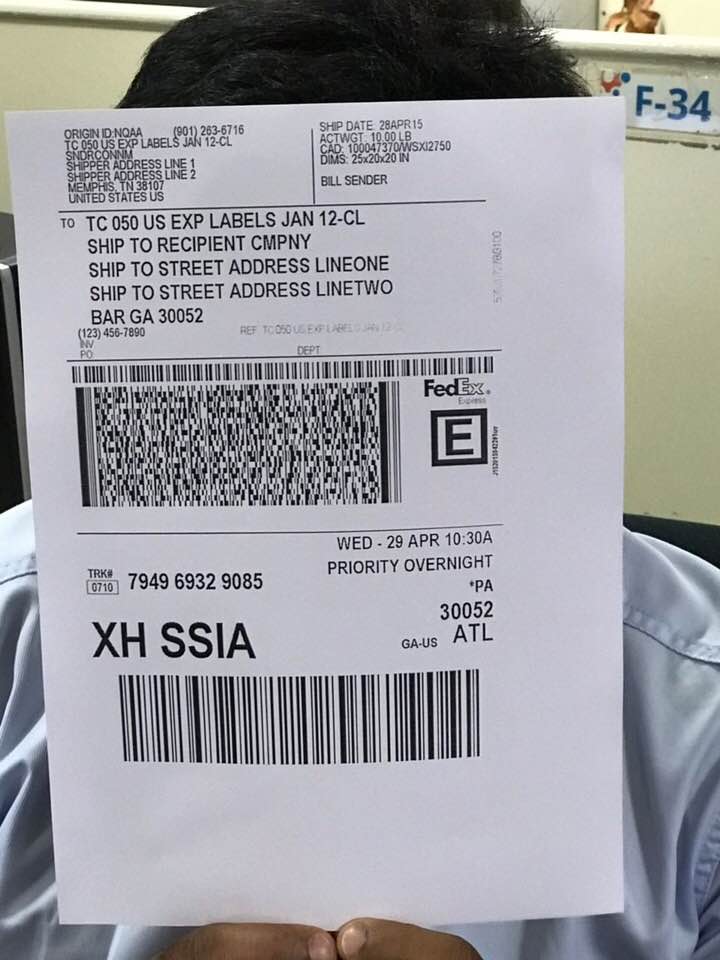 F-34
ORIGIN ID:NQAA (901) 263-6716
TC 050 US EXP LABELS JAN 12-CL
SNDRCONNM
SHIPPER ADDRESS LINE 1
SHIPPER ADDRESS LINE 2
MEMPHIS, TN 38107
UNITED STATES US
SHIP DATE: 28APR15
ACTWGT: 10.00 LB
CAD: 100047370/WSXI2750
DIMS: 25x20x20 IN
BILL SENDER
TO TC 050 US EXP LABELS JAN 12-CL
SHIP TO RECIPIENT CMPNY
SHIP TO STREET ADDRESS LINEONE
SHIP TO STREET ADDRESS LINETWO
BAR GA 30052
(123) 456-7890
REF: TC 050 US EXP LABELS JAN 12-CL
INV
PO:
DEPT
FedEx
Express
E
WED - 29 APR 10:30A
PRIORITY OVERNIGHT
TRK#
0710
7949 6932 9085
*PA
30052
XH SSIA
GA-US ATL